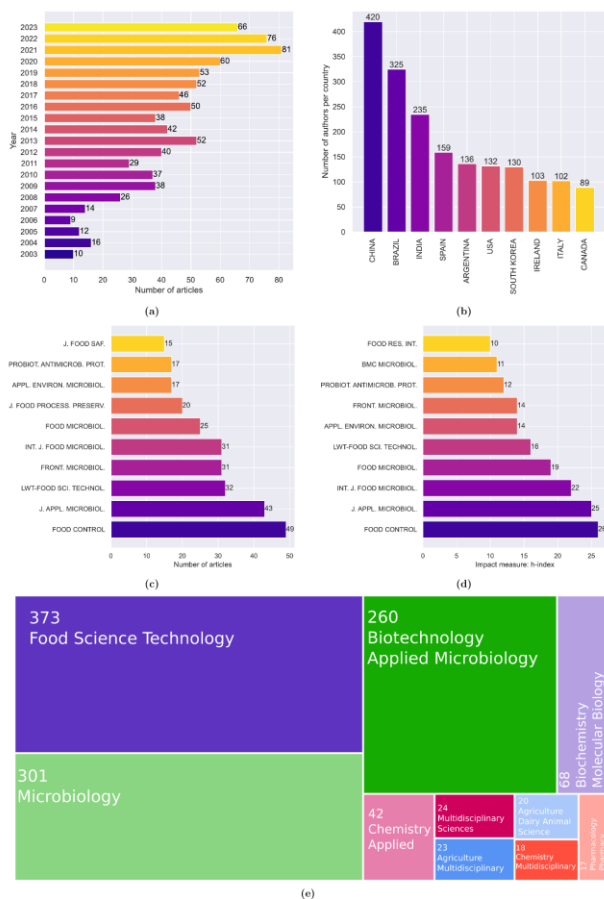 2023 66
2022 76
2021 81
2020 60
2019 53
2018 52
2017 46
2016 50
2015 38
2014 42
2013 52
2012 40
2011 29
2010 37
2009 38
2008 26
2007 14
2006 9
2005 12
2004 16
2003 10
Year
0 10 20 30 40 50 60 70 80
Number of articles
(a)
Number of authors per country
400
350
300
250
200
150
100
50
0
420
325
235
159
136
132
130
103
102
89
CHINA
BRAZIL
INDIA
SPAIN
ARGENTINA
USA
SOUTH KOREA
IRELAND
ITALY
CANADA
(b)
J. FOOD SAF. 15
PROBIOT. ANTIMICROB. PROT. 17
APPL. ENVIRON. MICROBIOL. 17
J. FOOD PROCESS. PRESERV. 20
FOOD MICROBIOL. 25
INT. J. FOOD MICROBIOL. 31
FRONT. MICROBIOL. 31
LWT-FOOD SCI. TECHNOL. 32
J. APPL. MICROBIOL. 43
FOOD CONTROL 49
0 10 20 30 40 50
Number of articles
(c)
FOOD RES. INT. 10
BMC MICROBIOL. 11
PROBIOT. ANTIMICROB. PROT. 12
FRONT. MICROBIOL. 14
APPL. ENVIRON. MICROBIOL. 14
LWT-FOOD SCI. TECHNOL. 16
FOOD MICROBIOL. 19
INT. J. FOOD MICROBIOL. 22
J. APPL. MICROBIOL. 25
FOOD CONTROL 26
0 5 10 15 20 25
Impact measure: h-index
(d)
373
Food Science Technology
301
Microbiology
260
Biotechnology
Applied Microbiology
68
Biochemistry
Molecular Biology
42
Chemistry
Applied
24
Multidisciplinary
Sciences
23
Agriculture
Multidisciplinary
20
Agriculture
Dairy Animal
Science
18
Chemistry
Multidisciplinary
17
Pharmacology
Pharmacy
(e)